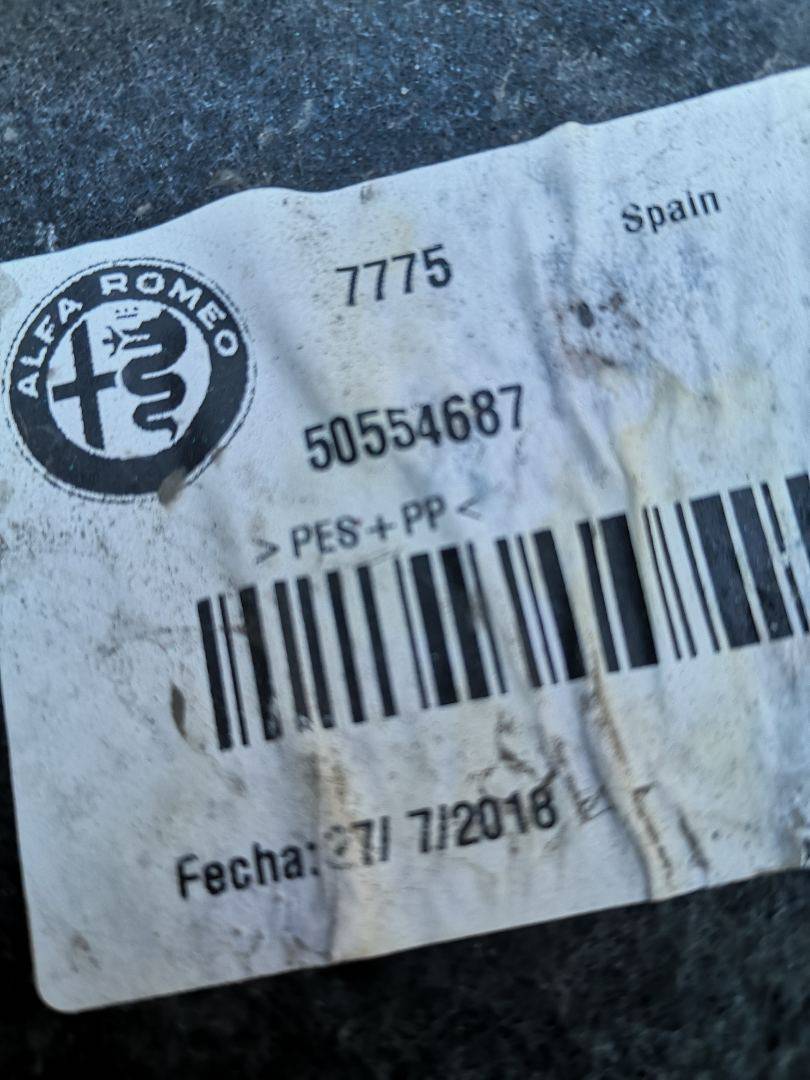 Spain
7775
ALFA ROMEO
50554687
> PES + PP <
Fecha: 27/ 7/2018